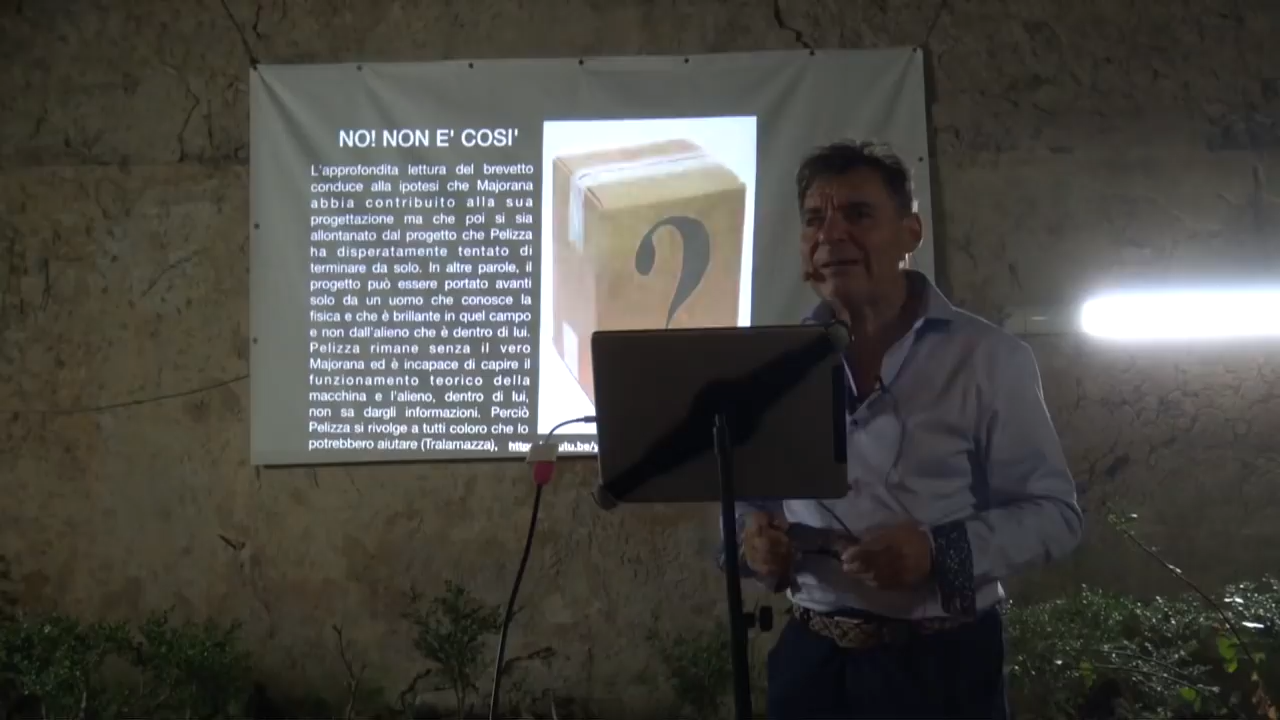 NO! NON E' COSI'
L'approfondita lettura del brevetto
conduce alla ipotesi che Majorana
abbia contribuito alla sua
progettazione ma che poi si sia
allontanato dal progetto che Pelizza
ha disperatamente tentato di
terminare da solo. In altre parole, il
progetto può essere portato avanti
solo da un uomo che conosce la
fisica e che è brillante in quel campo
e non dall'alieno che è dentro di lui.
Pelizza rimane senza il vero
Majorana ed è incapace di capire il
funzionamento teorico della
macchina e l'alieno, dentro di lui,
non sa dargli informazioni. Perciò
Pelizza si rivolge a tutti coloro che lo
potrebbero aiutare (Tralamazza),
?